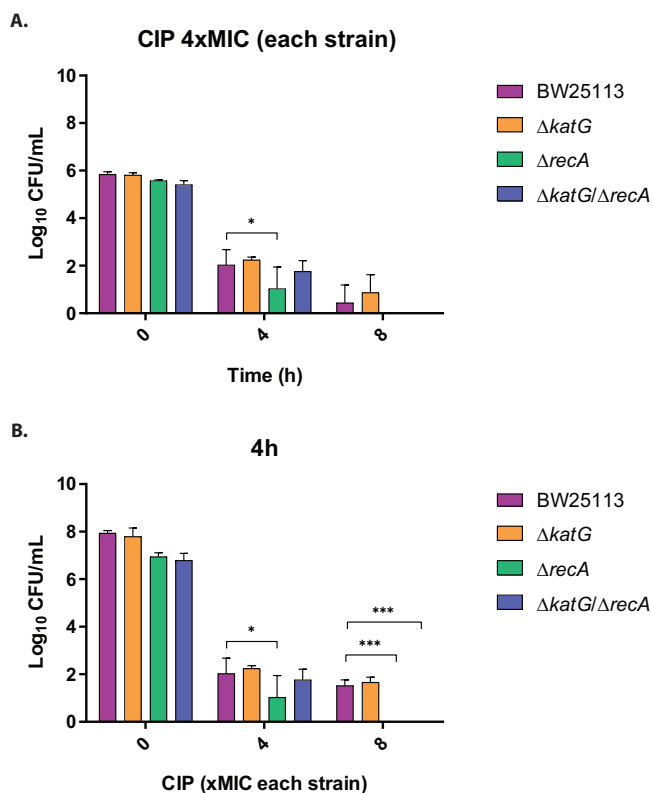 A.
CIP 4xMIC (each strain)
10
8
6
4
2
0
Log10 CFU/mL
*
0
4
8
Time (h)
BW25113
ΔkatG
ΔrecA
ΔkatG/ΔrecA
B.
4h
10
8
6
4
2
0
Log10 CFU/mL
*
***
***
0
4
8
CIP (xMIC each strain)
BW25113
ΔkatG
ΔrecA
ΔkatG/ΔrecA